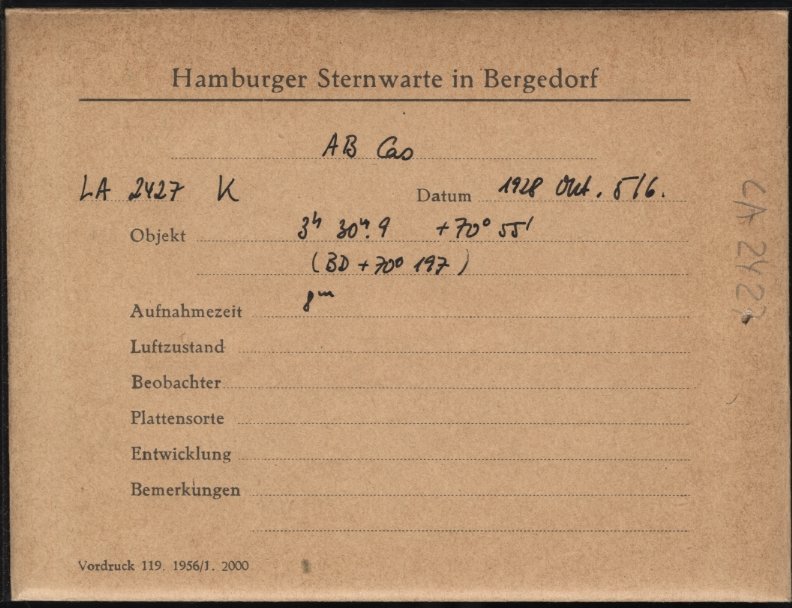 Hamburger Sternwarte in Bergedorf
AB Cas
LA 2427 K Datum 1928 Okt. 5/6.
Objekt 3h 30m.9 +70° 55'
(BD +70° 197)
Aufnahmezeit 8m
Luftzustand
Beobachter
Plattensorte
Entwicklung
Bemerkungen
Vordruck 119. 1956/1. 2000
LA 2427